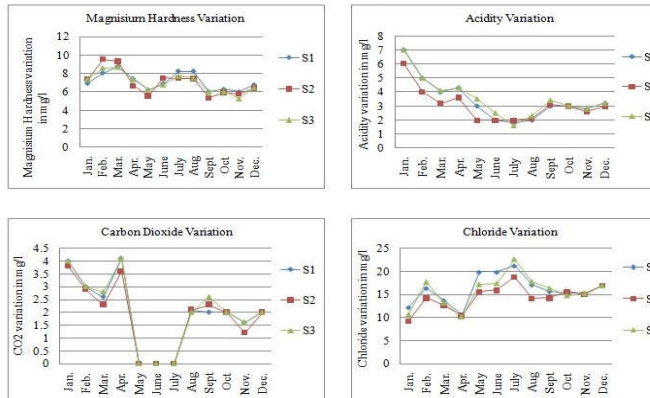 Magnisium Hardness Variation
Magnisium Hardness variation
in mg/l
12
10
8
6
4
2
0
Jan.
Feb.
Mar.
Apr.
May
June
July
Aug
Sept
Oct
Nov.
Dec.
S1
S2
S3
Acidity Variation
Acidity variation in mg/l
8
7
6
5
4
3
2
1
0
Jan.
Feb.
Mar.
Apr.
May
June
July
Aug
Sept
Oct
Nov.
Dec.
S
S
S
Carbon Dioxide Variation
CO2 variation in mg/l
4.5
4
3.5
3
2.5
2
1.5
1
0.5
0
Jan.
Feb.
Mar.
Apr.
May
June
July
Aug
Sept
Oct
Nov.
Dec.
S1
S2
S3
Chloride Variation
Chloride variation in mg/l
25
20
15
10
5
0
Jan.
Feb.
Mar.
Apr.
May
June
July
Aug
Sept
Oct
Nov.
Dec.
S
S
S